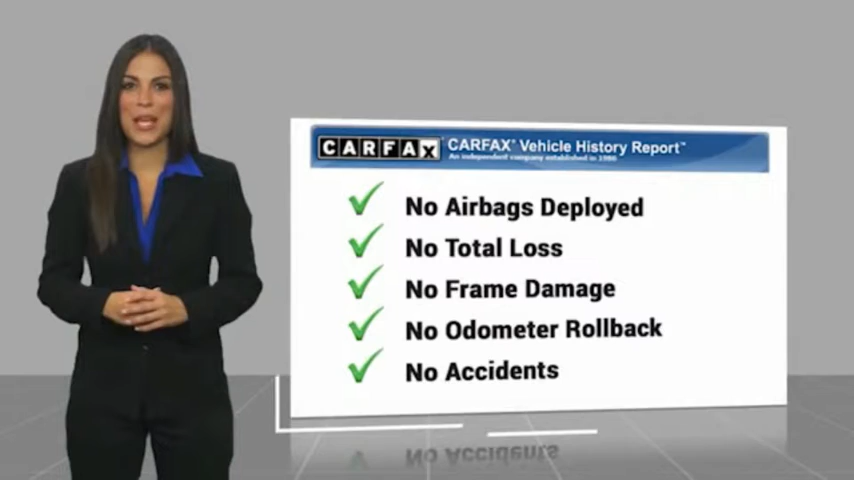 CARFAX CARFAX® Vehicle History Report™
An independent company established in 1986
No Airbags Deployed
No Total Loss
No Frame Damage
No Odometer Rollback
No Accidents
No Accidents